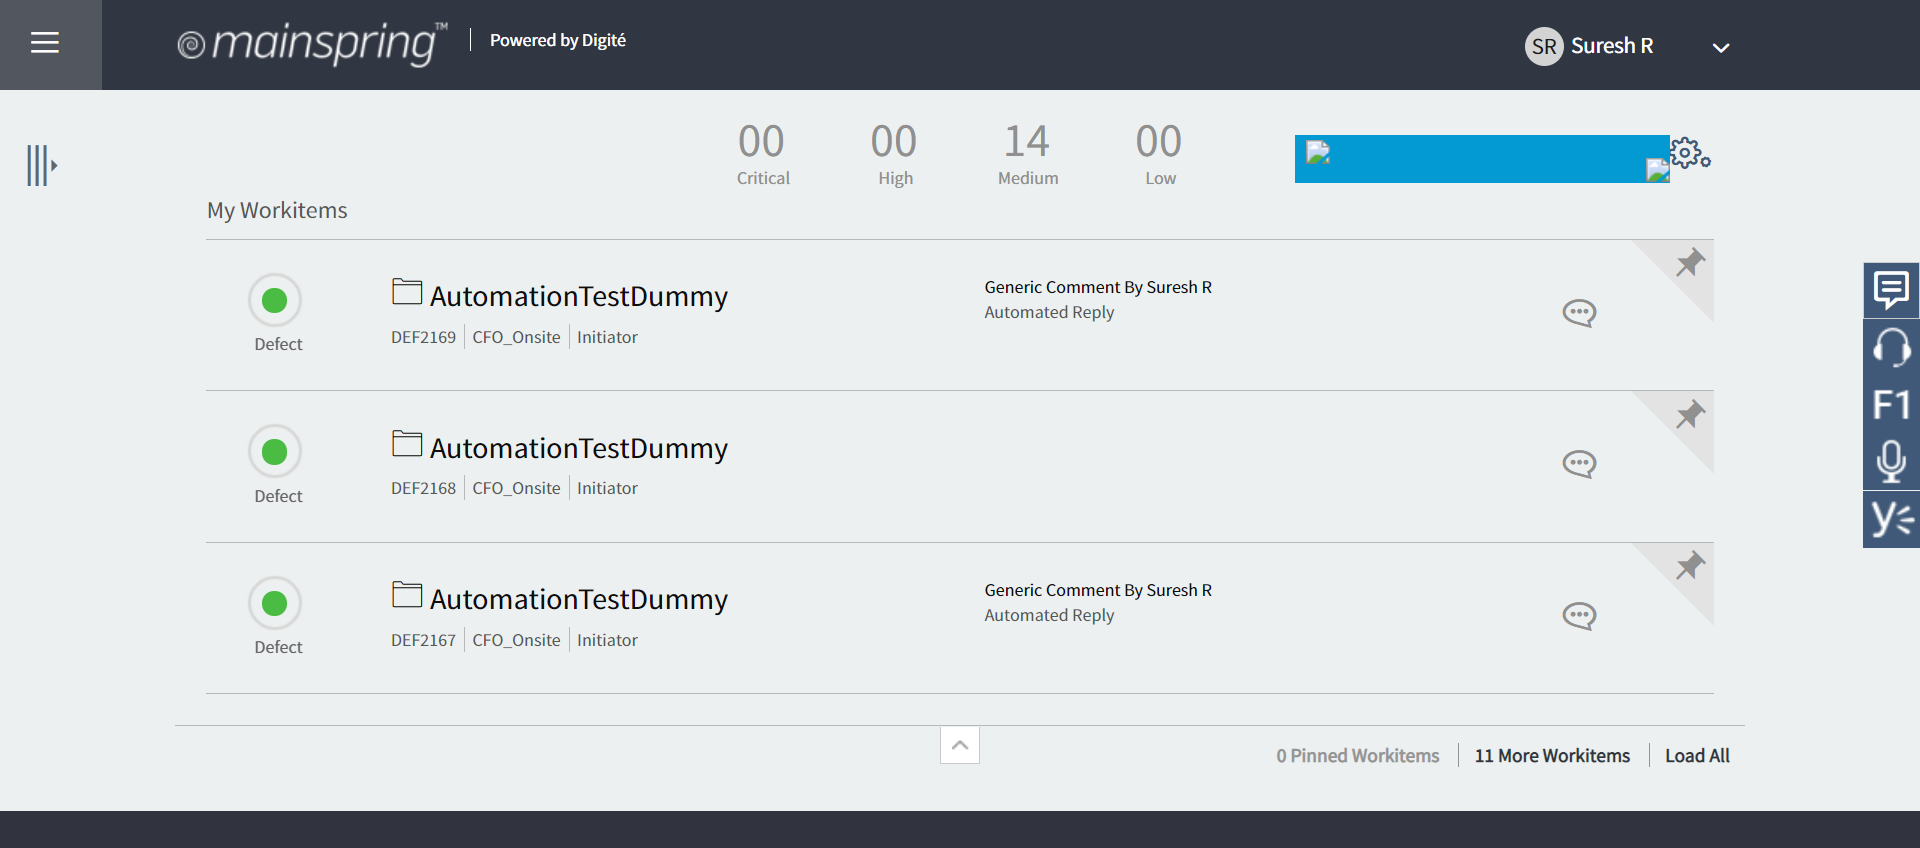 mainspring™
Powered by Digité
SR Suresh R
00 00 14 00
Critical High Medium Low
My Workitems
AutomationTestDummy
Generic Comment By Suresh R
Automated Reply
Defect
DEF2169 CFO_Onsite Initiator
AutomationTestDummy
Defect
DEF2168 CFO_Onsite Initiator
AutomationTestDummy
Generic Comment By Suresh R
Automated Reply
Defect
DEF2167 CFO_Onsite Initiator
F1
0 Pinned Workitems 11 More Workitems Load All